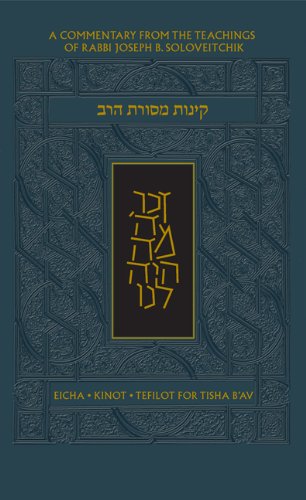 A COMMENTARY FROM THE TEACHINGS
OF RABBI JOSEPH B. SOLOVEITCHIK
קינות מסורת הרב
זכר
ה'
מה
היה
לנו
EICHA • KINOT • TEFILOT FOR TISHA B'AV